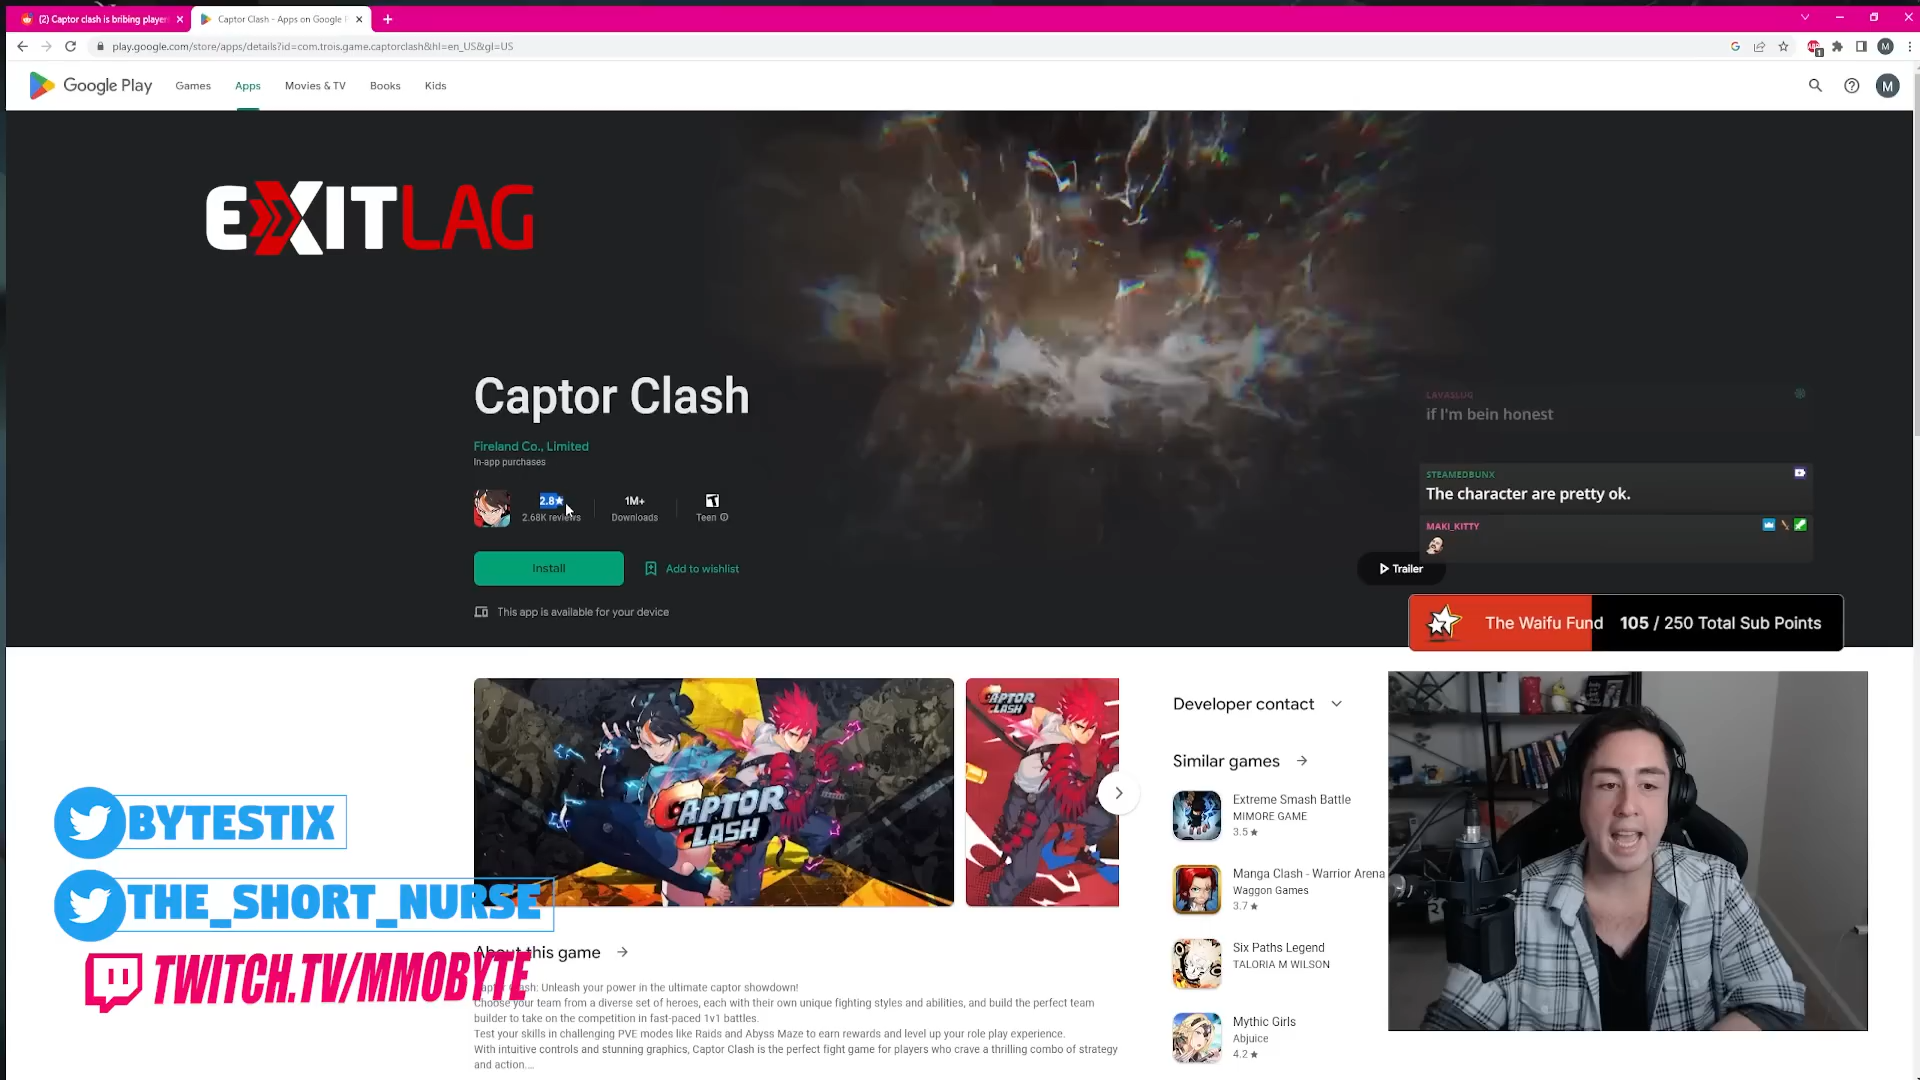 (2) Captor clash is bribing player
Captor Clash - Apps on Google
play.google.com/store/apps/details?id=com.trois.game.captorclash&hl=en_US&gl=US
M
Google Play
Games
Apps
Movies & TV
Books
Kids
M
EXITLAG
Captor Clash
Fireland Co., Limited
In-app purchases
2.8★
2.68K reviews
1M+
Downloads
T
Teen
Install
Add to wishlist
This app is available for your device
Trailer
LAVASLUG
if I'm bein honest
STEAMEDBUNX
The character are pretty ok.
MAKI_KITTY
The Waifu Fund
105 / 250 Total Sub Points
CAPTOR
CLASH
CAPTOR
CLASH
Developer contact
Similar games
Extreme Smash Battle
MIMORE GAME
3.5★
Manga Clash - Warrior Arena
Waggon Games
3.7★
Six Paths Legend
TALORIA M WILSON
Mythic Girls
Abjuice
4.2★
BYTESTIX
THE_SHORT_NURSE
TWITCH.TV/MMOBYTE
About this game
Captor Clash: Unleash your power in the ultimate captor showdown!
Choose your team from a diverse set of heroes, each with their own unique fighting styles and abilities, and build the perfect team
builder to take on the competition in fast-paced 1v1 battles.
Test your skills in challenging PVE modes like Raids and Abyss Maze to earn rewards and level up your role play experience.
With intuitive controls and stunning graphics, Captor Clash is the perfect fight game for players who crave a thrilling combo of strategy
and action....